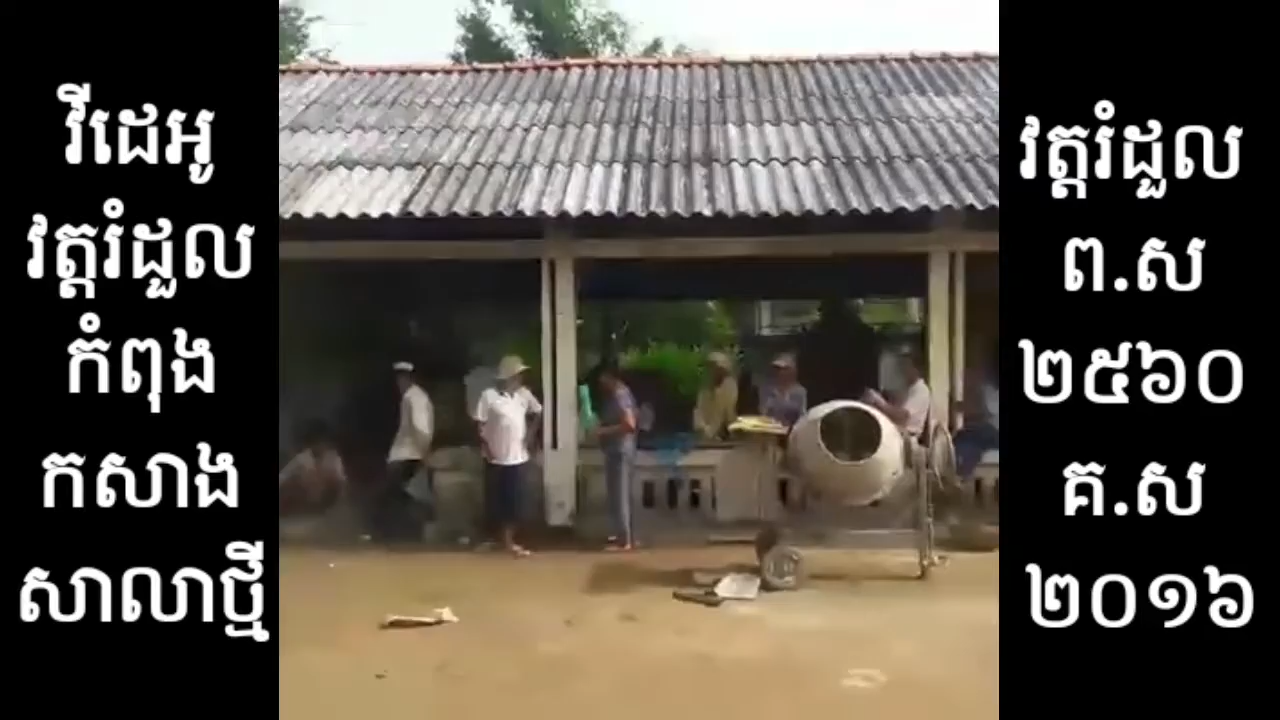 វីដេអូ
វត្តរំដួល
កំពុង
កសាង
សាលាថ្មី
វត្តរំដួល
ព.ស
២៥៦០
គ.ស
២០១៦